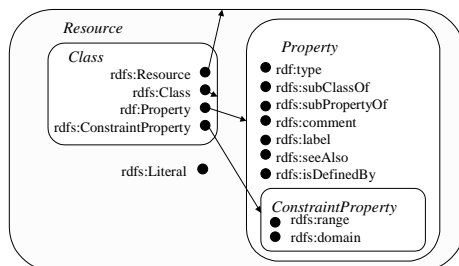 Resource
Class
rdfs:Resource
rdfs:Class
rdf:Property
rdfs:ConstraintProperty
rdfs:Literal
Property
rdf:type
rdfs:subClassOf
rdfs:subPropertyOf
rdfs:comment
rdfs:label
rdfs:seeAlso
rdfs:isDefinedBy
ConstraintProperty
rdfs:range
rdfs:domain